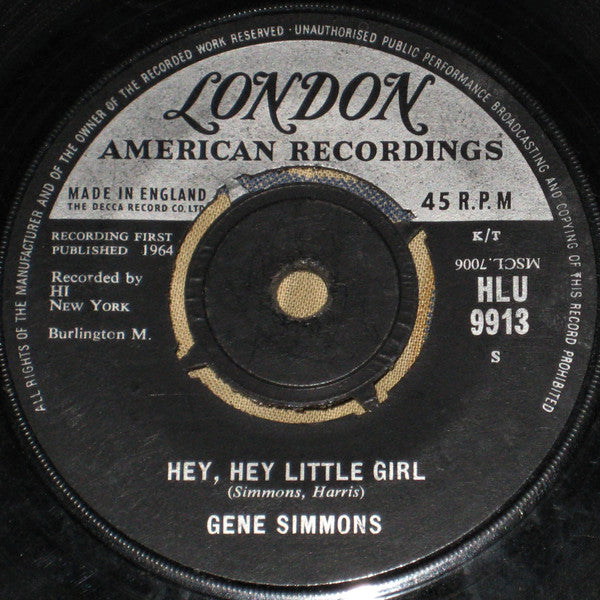 ALL RIGHTS OF THE MANUFACTURER AND OF THE OWNER OF THE RECORDED WORK RESERVED · UNAUTHORISED PUBLIC PERFORMANCE BROADCASTING AND COPYING OF THIS RECORD PROHIBITED
LONDON
AMERICAN RECORDINGS
MADE IN ENGLAND
THE DECCA RECORD CO. LTD
45 R.P.M
RECORDING FIRST
PUBLISHED 1964
Recorded by
HI
NEW YORK
Burlington M.
K/T
MSCL.7006
HLU
9913
S
HEY, HEY LITTLE GIRL
(Simmons, Harris)
GENE SIMMONS